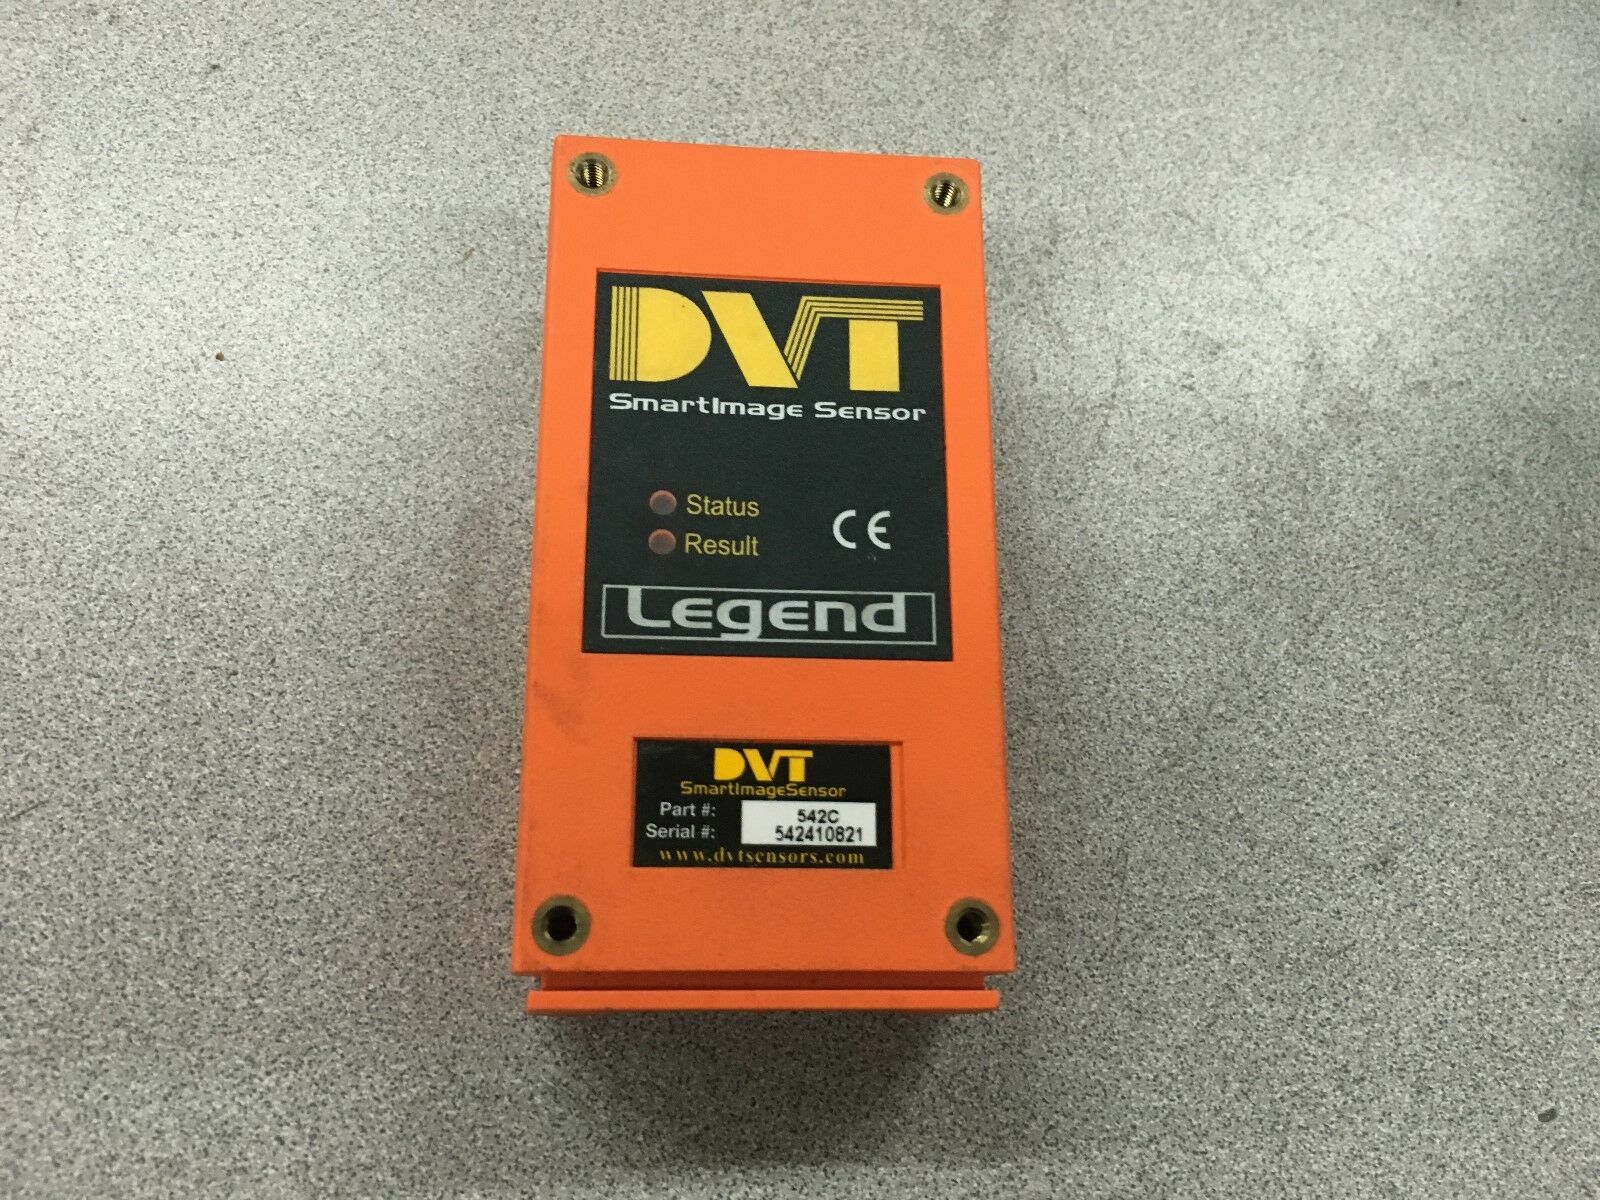 DVT
SmartImage Sensor
Status
Result
CE
Legend
DVT
SmartImageSensor
Part #: 542C
Serial #: 542410821
www.dvtsensors.com